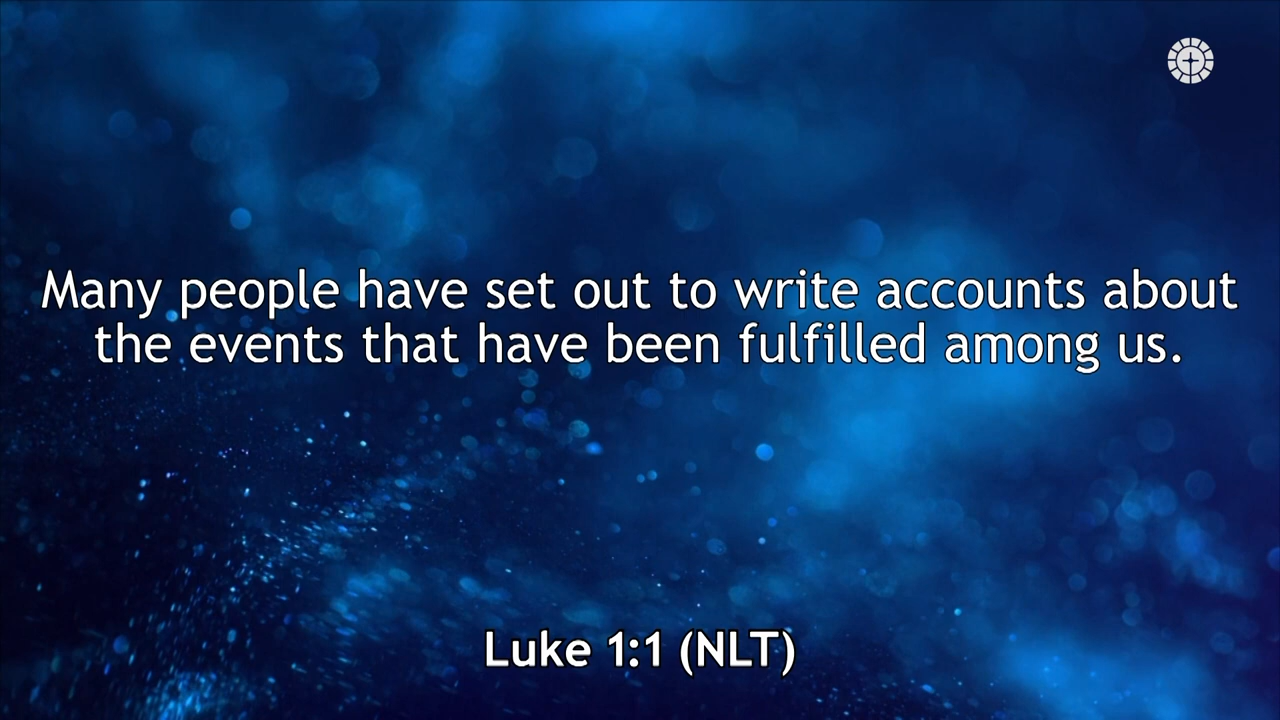 Many people have set out to write accounts about
the events that have been fulfilled among us.
Luke 1:1 (NLT)